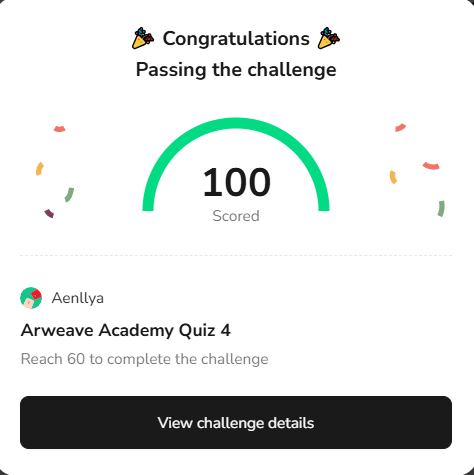 🎉 Congratulations 🎉
Passing the challenge
100
Scored
Aenllya
Arweave Academy Quiz 4
Reach 60 to complete the challenge
View challenge details